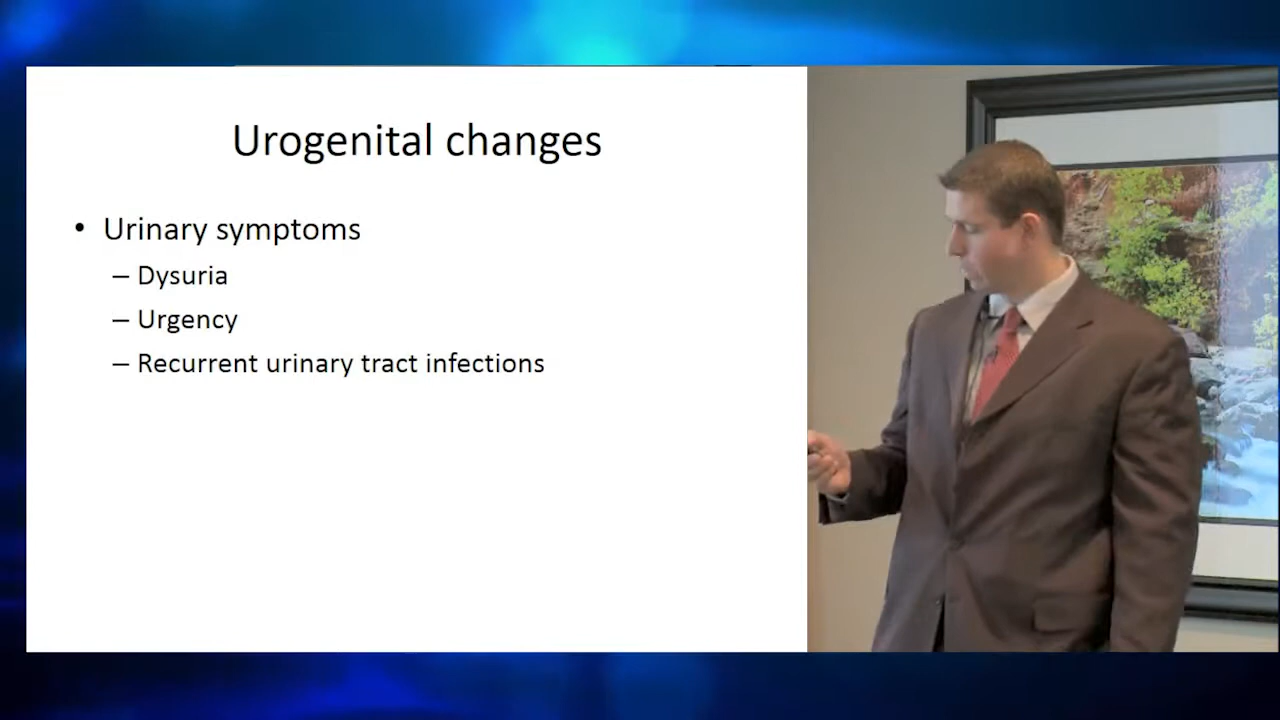 Urogenital changes
• Urinary symptoms
– Dysuria
– Urgency
– Recurrent urinary tract infections